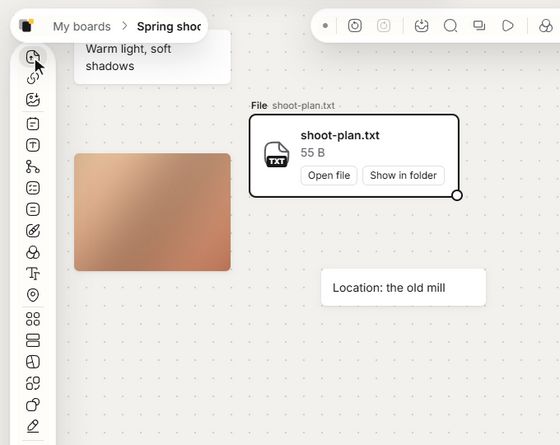 My boards > Spring shoo
Warm light, soft
shadows
File shoot-plan.txt
shoot-plan.txt
55 B
TXT
Open file Show in folder
Location: the old mill